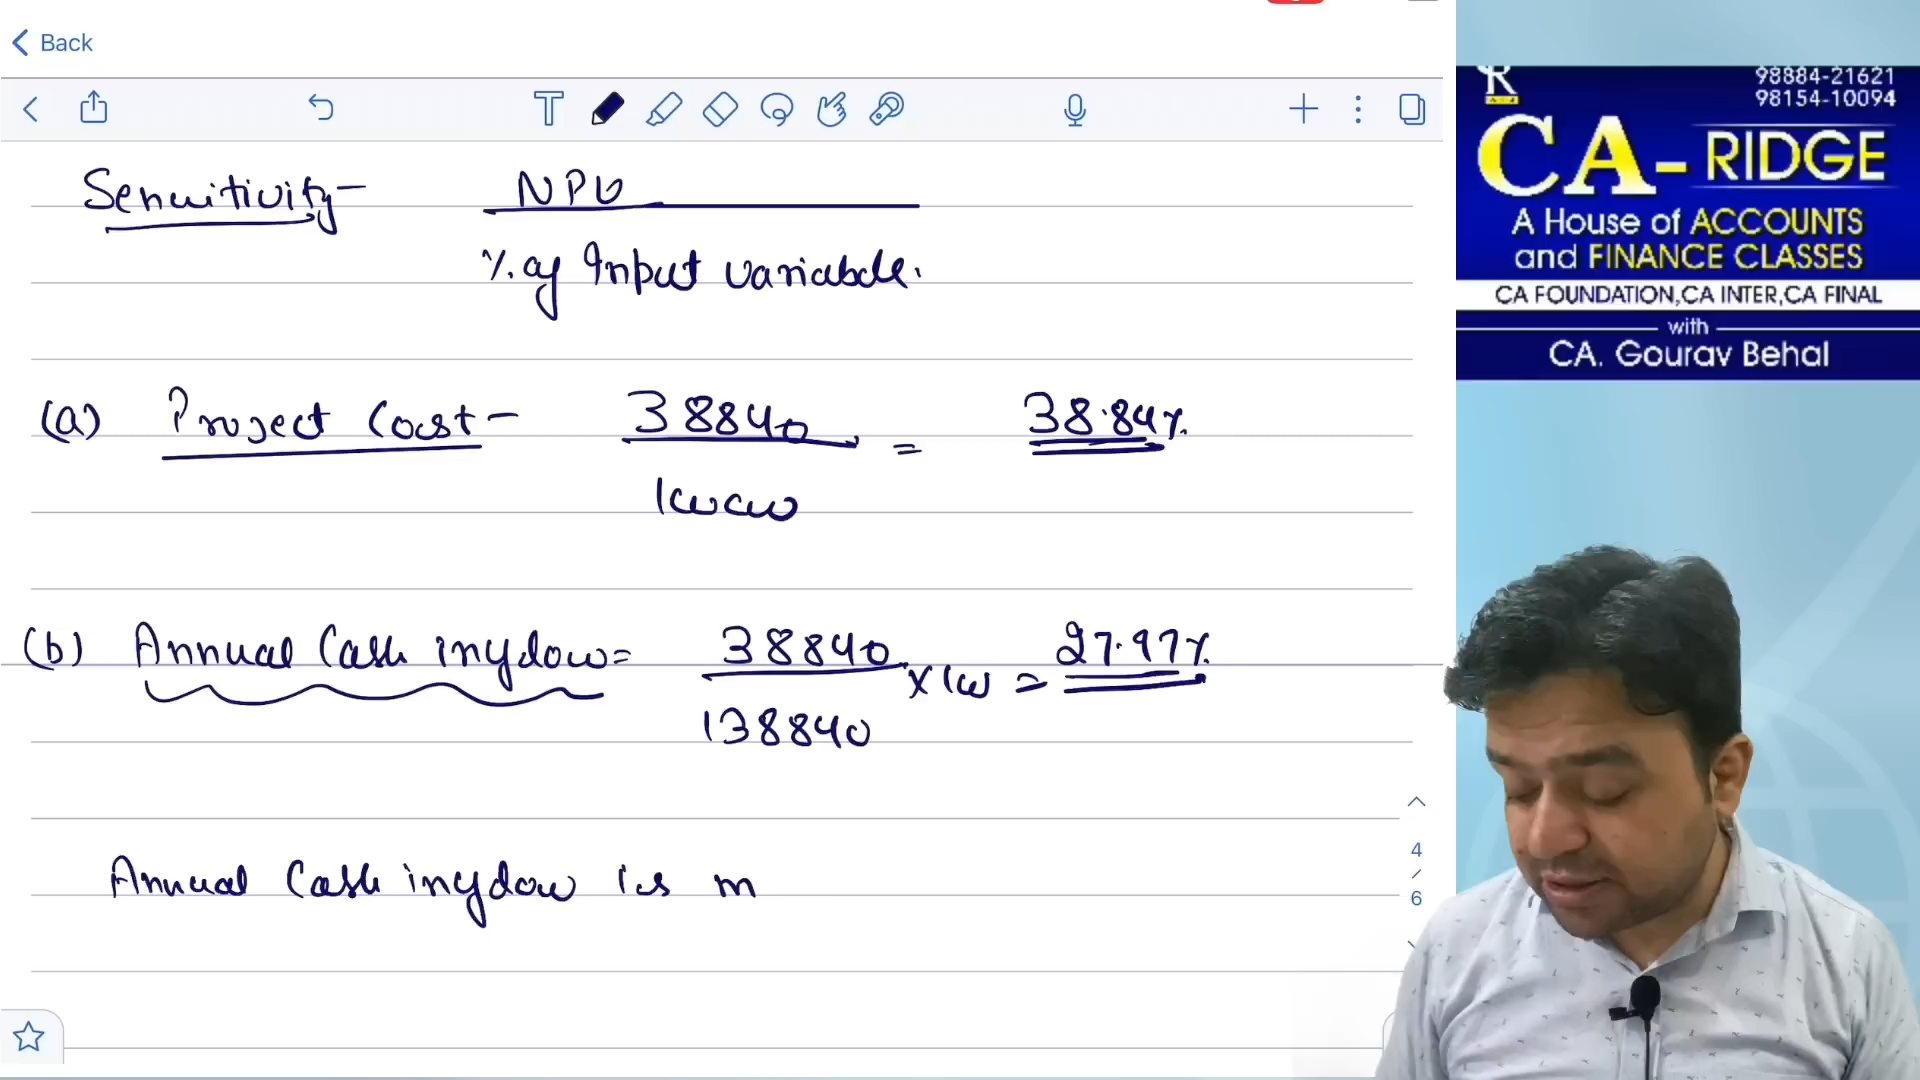 Back
Sensitivity- NPV
% of Input variable.
(a) Project Cost- 38840 = 38.84%
100000
(b) Annual Cash inflow = 38840 × 100 = 27.97%
138840
Annual Cash inflow is m
4
6
R
98884-21621
98154-10094
CA- RIDGE
A House of ACCOUNTS
and FINANCE CLASSES
CA FOUNDATION,CA INTER,CA FINAL
with
CA. Gourav Behal